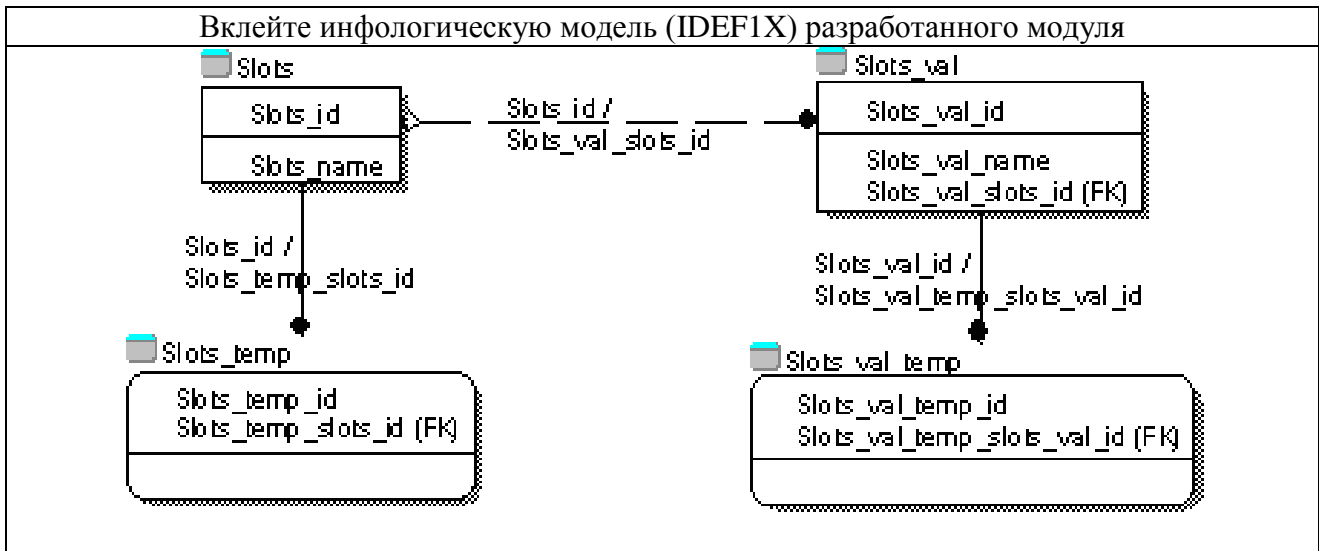 Вклейте инфологическую модель (IDEF1X) разработанного модуля
Slots
Slots_id
Slots_name
Slots_id /
Slots_val_slots_id
Slots_val
Slots_val_id
Slots_val_name
Slots_val_slots_id (FK)
Slots_id /
Slots_temp_slots_id
Slots_val_id /
Slots_val_temp_slots_val_id
Slots_temp
Slots_temp_id
Slots_temp_slots_id (FK)
Slots_val_temp
Slots_val_temp_id
Slots_val_temp_slots_val_id (FK)